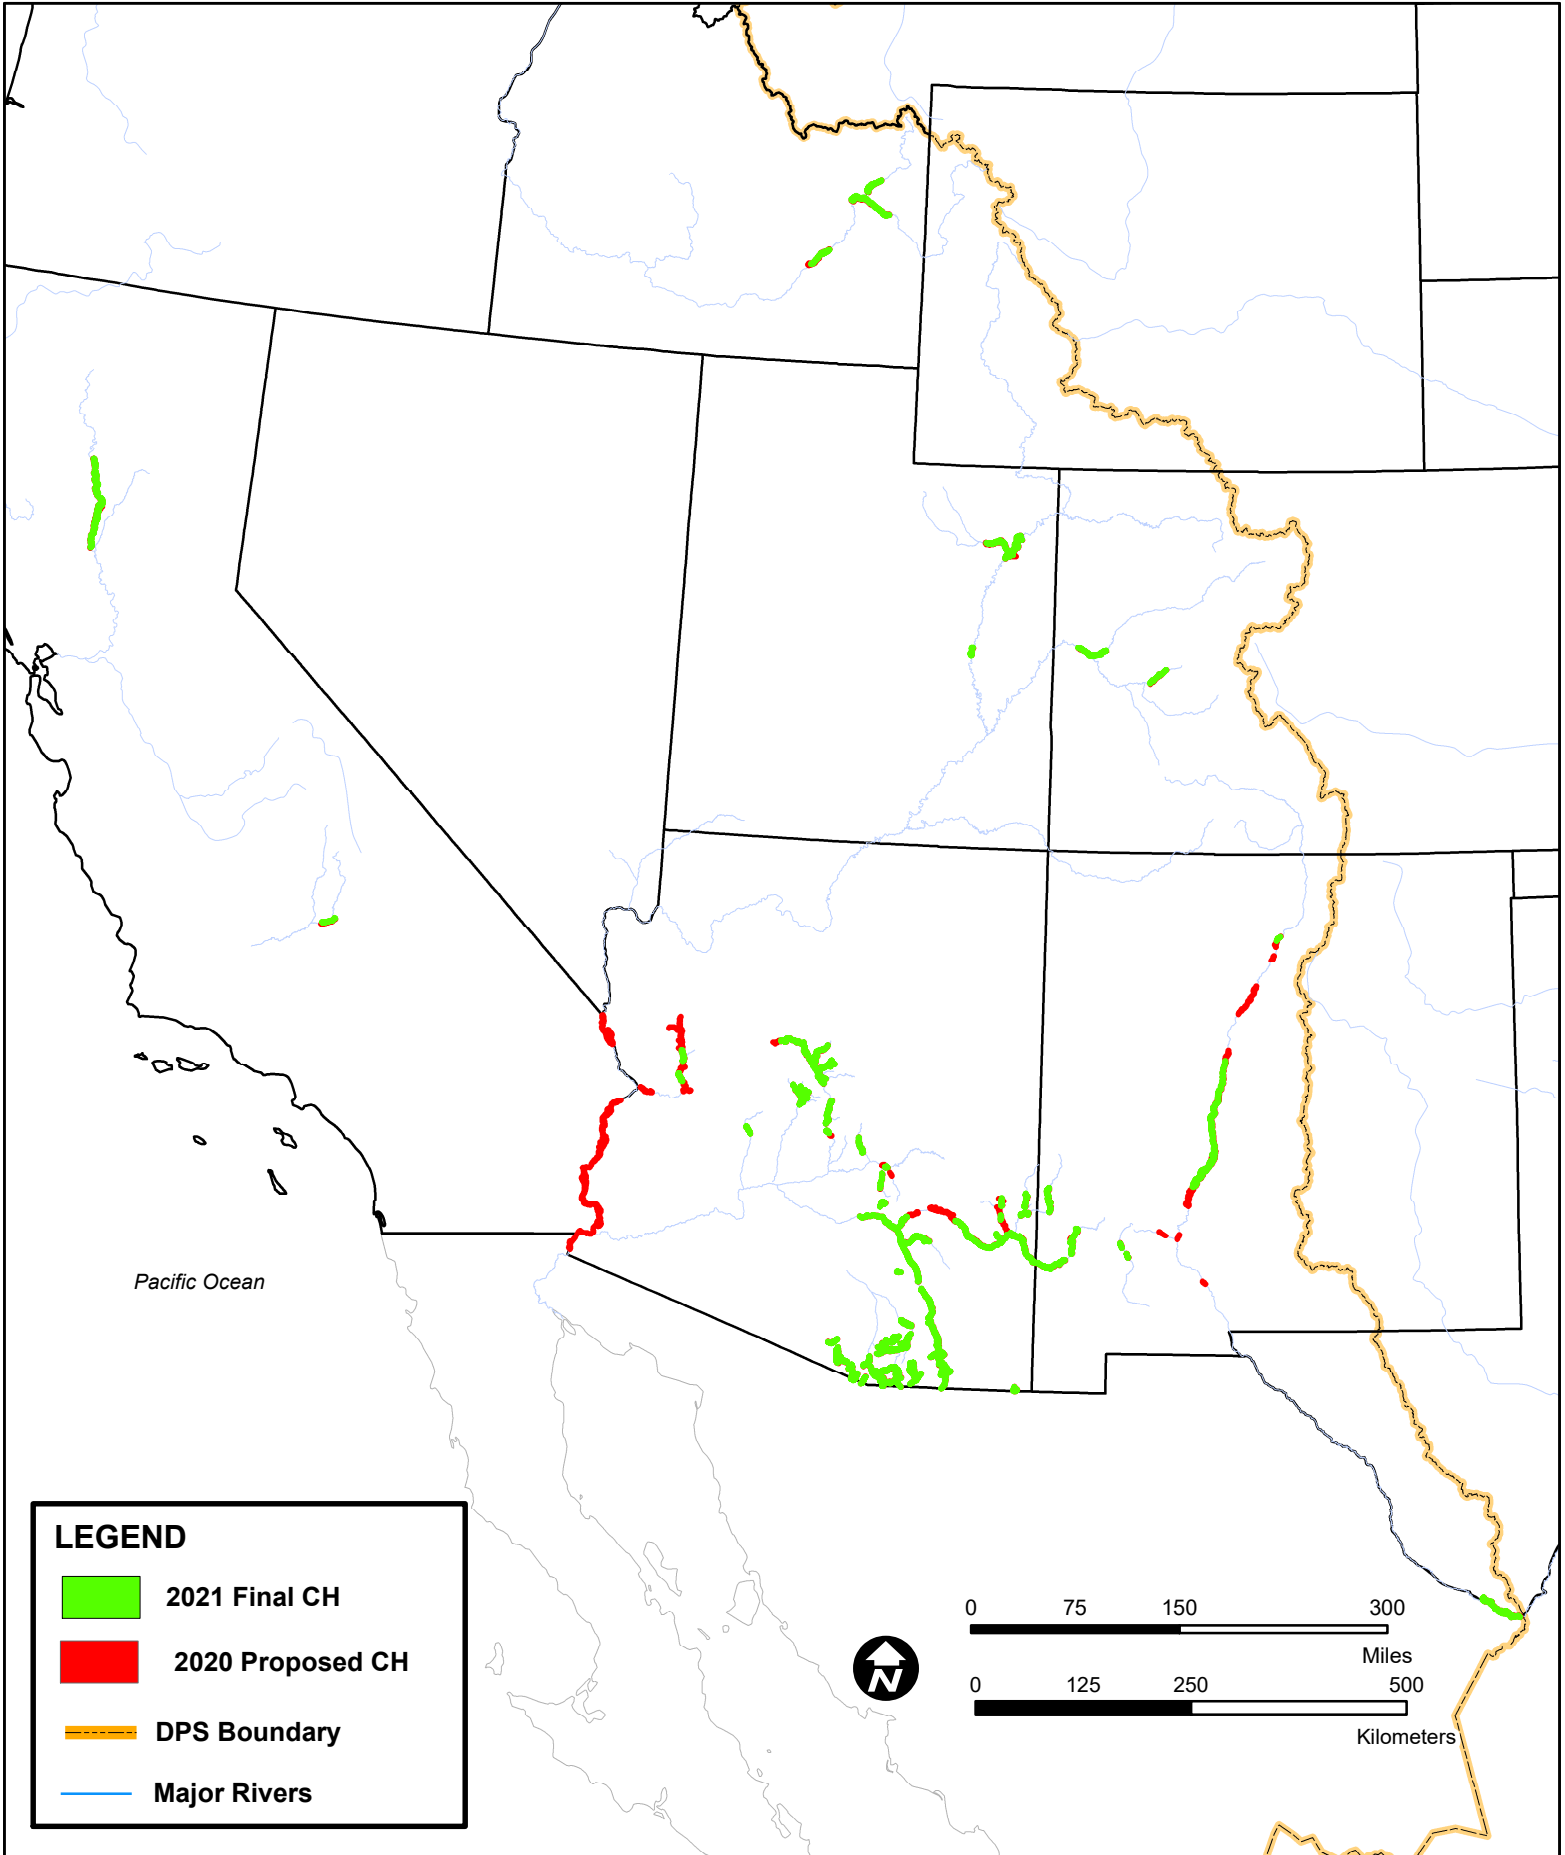 Pacific Ocean
LEGEND
2021 Final CH
2020 Proposed CH
DPS Boundary
Major Rivers
N
0 75 150 300
Miles
0 125 250 500
Kilometers